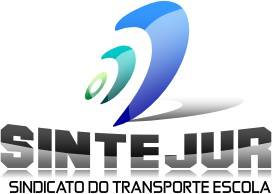 SINTEJUR
SINDICATO DO TRANSPORTE ESCOLA